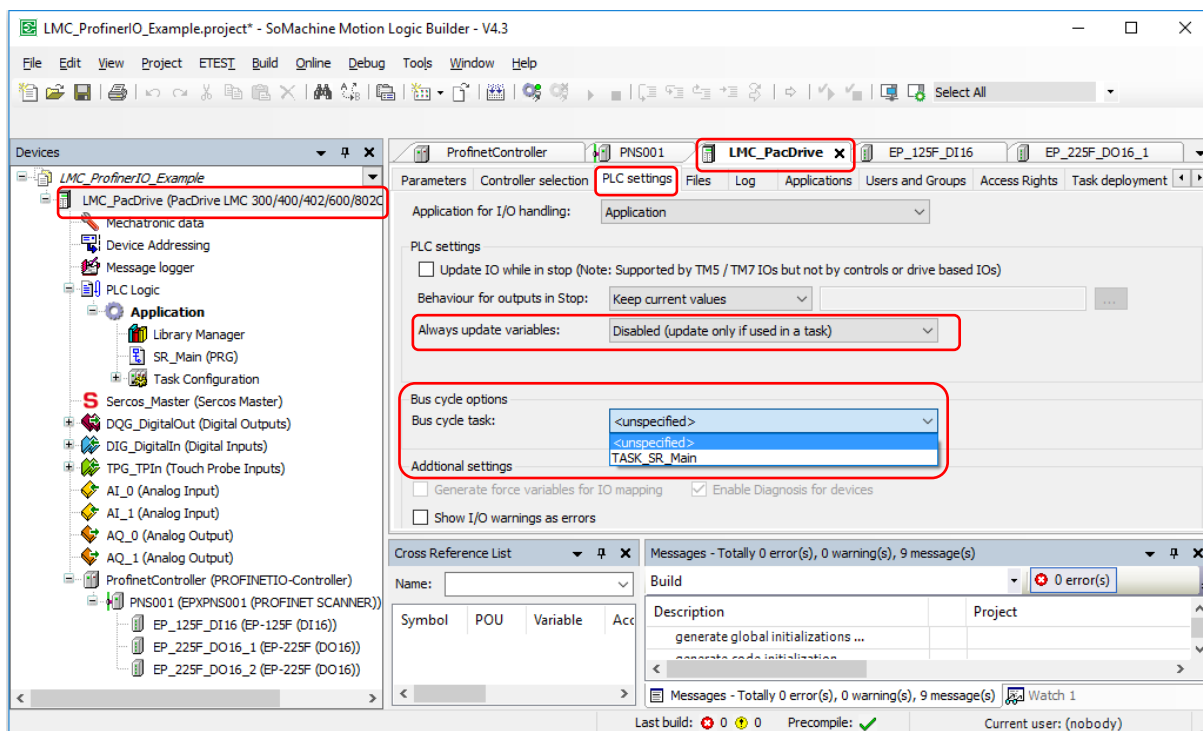 LMC_ProfinerIO_Example.project* - SoMachine Motion Logic Builder - V4.3
File Edit View Project ETEST Build Online Debug Tools Window Help
Select All
Devices
LMC_ProfinerIO_Example
LMC_PacDrive (PacDrive LMC 300/400/402/600/802C
Mechatronic data
Device Addressing
Message logger
PLC Logic
Application
Library Manager
SR_Main (PRG)
Task Configuration
Sercos_Master (Sercos Master)
DQG_DigitalOut (Digital Outputs)
DIG_DigitalIn (Digital Inputs)
TPG_TPIn (Touch Probe Inputs)
AI_0 (Analog Input)
AI_1 (Analog Input)
AQ_0 (Analog Output)
AQ_1 (Analog Output)
ProfinetController (PROFINETIO-Controller)
PNS001 (EPXPNS001 (PROFINET SCANNER))
EP_125F_DI16 (EP-125F (DI16))
EP_225F_DO16_1 (EP-225F (DO16))
EP_225F_DO16_2 (EP-225F (DO16))
ProfinetController PNS001 LMC_PacDrive EP_125F_DI16 EP_225F_DO16_1
Parameters Controller selection PLC settings Files Log Applications Users and Groups Access Rights Task deployment
Application for I/O handling: Application
PLC settings
Update IO while in stop (Note: Supported by TM5 / TM7 IOs but not by controls or drive based IOs)
Behaviour for outputs in Stop: Keep current values ...
Always update variables: Disabled (update only if used in a task)
Bus cycle options
Bus cycle task: <unspecified>
<unspecified>
TASK_SR_Main
Addtional settings
Generate force variables for IO mapping Enable Diagnosis for devices
Show I/O warnings as errors
Cross Reference List
Name:
Symbol POU Variable Acc
Messages - Totally 0 error(s), 0 warning(s), 9 message(s)
Build 0 error(s)
Description Project
generate global initializations ...
generate code initialization
Messages - Totally 0 error(s), 0 warning(s), 9 message(s) Watch 1
Last build: 0 0 Precompile: Current user: (nobody)